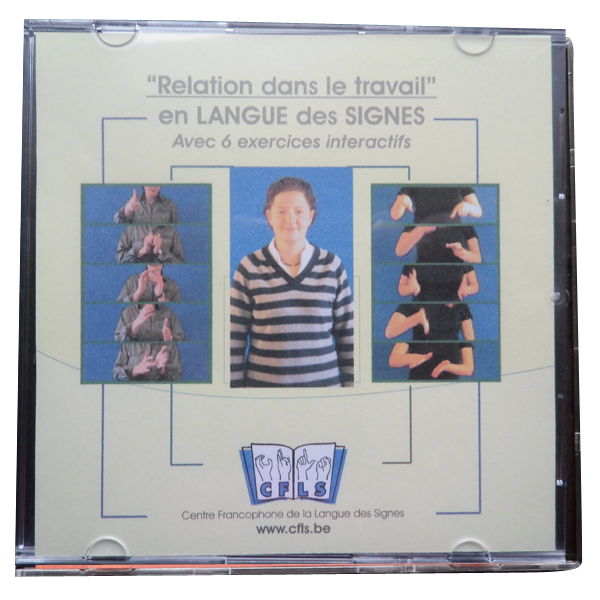 "Relation dans le travail"
en LANGUE des SIGNES
Avec 6 exercices interactifs
CFLS
Centre Francophone de la Langue des Signes
www.cfls.be